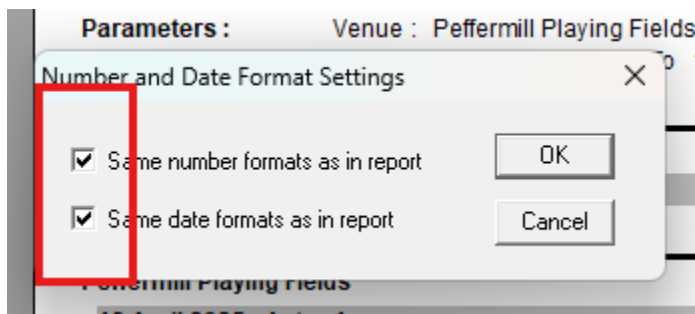 Parameters : Venue : Peffermill Playing Fields
To
Number and Date Format Settings
Same number formats as in report
OK
Same date formats as in report
Cancel
Peffermill Playing Fields